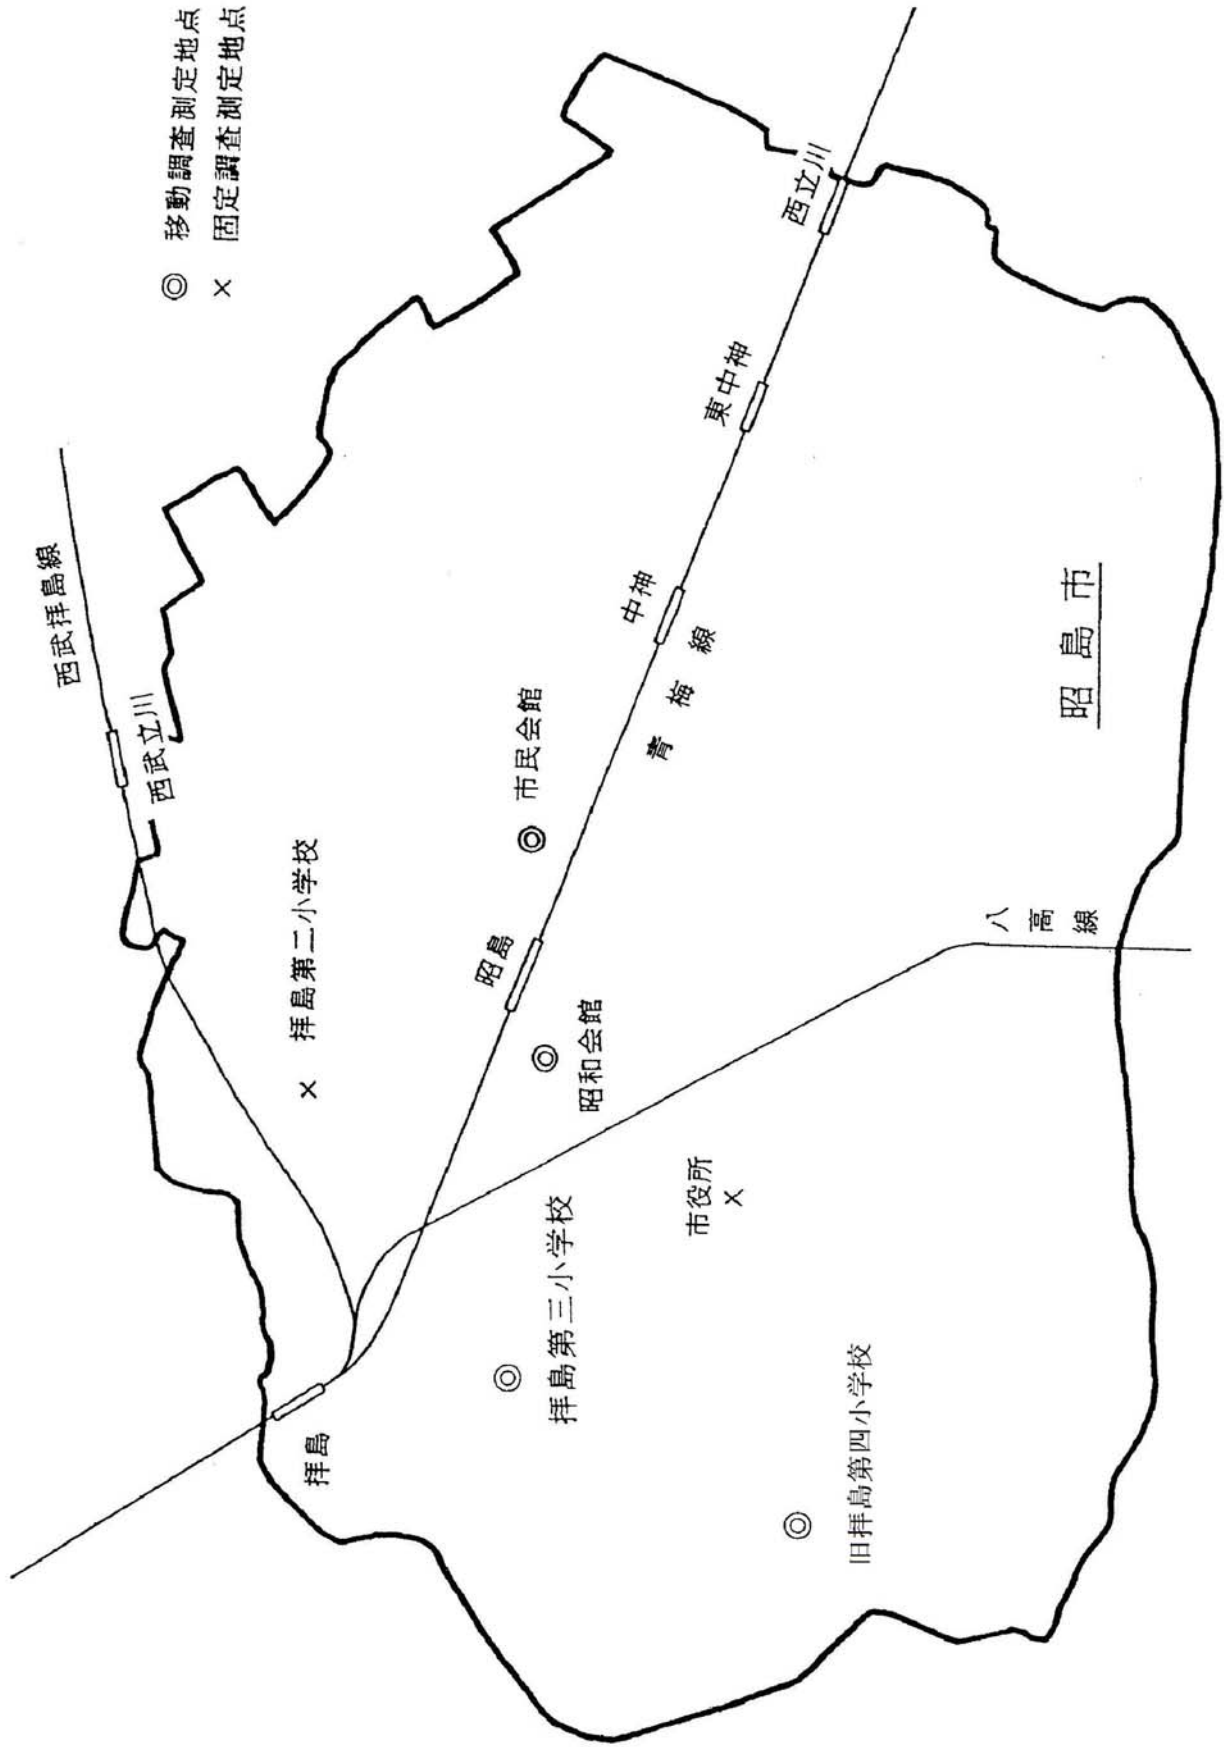 ◎ 移動調査測定地点
× 固定調査測定地点
西武拝島線
西武立川
拝島第二小学校
×
拝島
昭島
◎ 市民会館
中神
東中神
西立川
青梅線
◎
昭和会館
◎
拝島第三小学校
市役所
×
八高線
◎
旧拝島第四小学校
昭島市